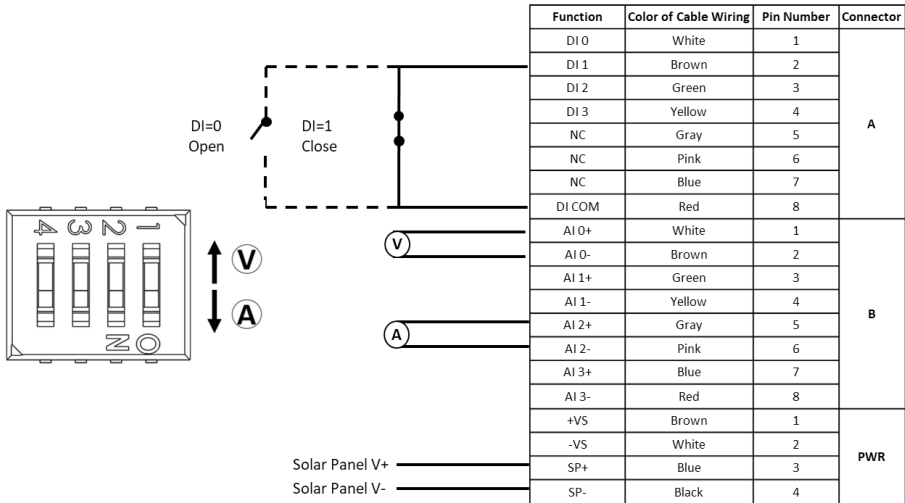 Function Color of Cable Wiring Pin Number Connector
DI 0 White 1
DI 1 Brown 2
DI 2 Green 3
DI 3 Yellow 4
NC Gray 5
NC Pink 6
NC Blue 7
DI COM Red 8
A
AI 0+ White 1
AI 0- Brown 2
AI 1+ Green 3
AI 1- Yellow 4
AI 2+ Gray 5
AI 2- Pink 6
AI 3+ Blue 7
AI 3- Red 8
B
+VS Brown 1
-VS White 2
SP+ Blue 3
SP- Black 4
PWR
DI=0
Open
DI=1
Close
V
A
4 3 2 1
ON
V
A
Solar Panel V+
Solar Panel V-